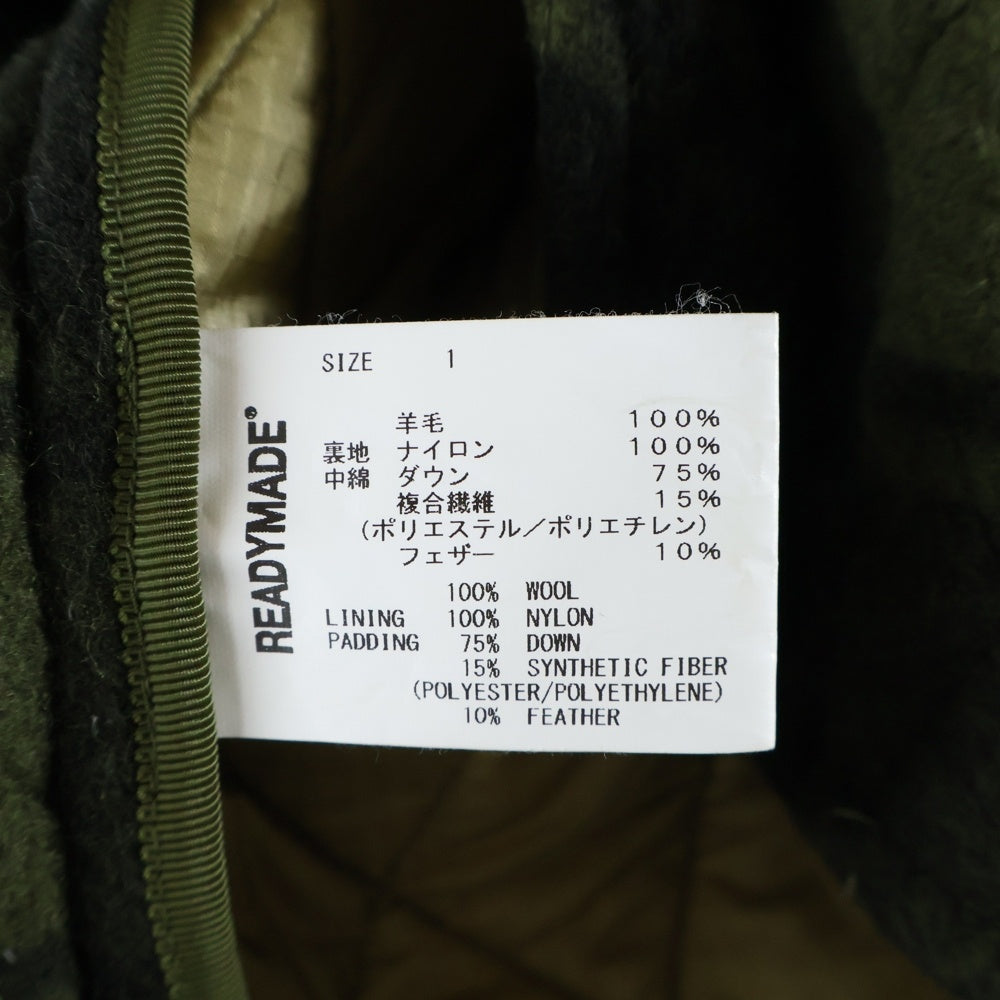 READYMADE®
SIZE 1
羊毛 100%
裏地 ナイロン 100%
中綿 ダウン 75%
複合繊維 15%
(ポリエステル／ポリエチレン)
フェザー 10%
100% WOOL
LINING 100% NYLON
PADDING 75% DOWN
15% SYNTHETIC FIBER
(POLYESTER/POLYETHYLENE)
10% FEATHER